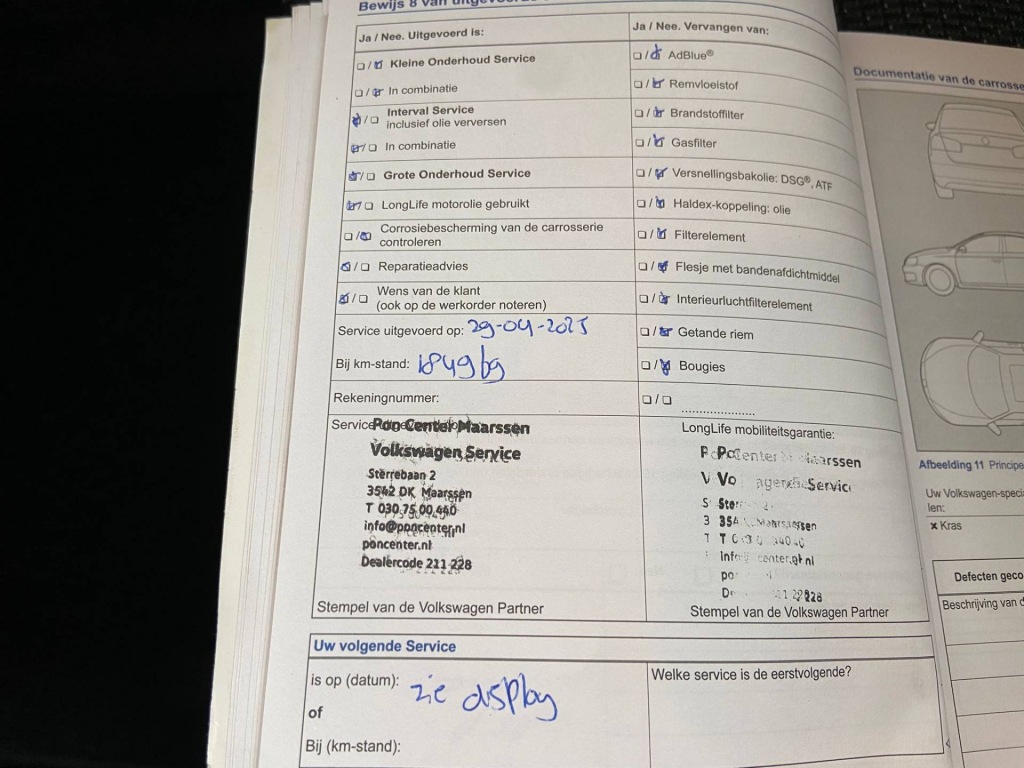 Bewijs 8 van
Ja / Nee. Uitgevoerd is:
☐ / ☑ Kleine Onderhoud Service
☐ / ☑ In combinatie
☑ / ☐ Interval Service
inclusief olie verversen
☑ / ☐ In combinatie
☑ / ☐ Grote Onderhoud Service
☑ / ☐ LongLife motorolie gebruikt
☐ / ☑ Corrosiebescherming van de carrosserie
controleren
☑ / ☐ Reparatieadvies
☑ / ☐ Wens van de klant
(ook op de werkorder noteren)
Service uitgevoerd op: 29-04-2025
Bij km-stand:
Rekeningnummer:
Service
Pon Center Maarssen
Volkswagen Service
Sterrebaan 2
3542 DK Maarssen
T 030.75.00.440
info@poncenter.nl
poncenter.nl
Dealercode 211 228
Stempel van de Volkswagen Partner
Ja / Nee. Vervangen van:
☐ / ☑ AdBlue®
☐ / ☑ Remvloeistof
☐ / ☑ Brandstoffilter
☐ / ☑ Gasfilter
☐ / ☑ Versnellingsbakolie: DSG®, ATF
☐ / ☑ Haldex-koppeling: olie
☐ / ☑ Filterelement
☐ / ☑ Flesje met bandenafdichtmiddel
☐ / ☑ Interieurluchtfilterelement
☐ / ☑ Getande riem
☐ / ☑ Bougies
☐ / ☐ .....................
LongLife mobiliteitsgarantie:
Maarssen
Service
Stempel van de Volkswagen Partner
Uw volgende Service
is op (datum): zie display
of
Bij (km-stand):
Welke service is de eerstvolgende?
Documentatie van de carrosse
Afbeelding 11 Principe
Uw Volkswagen-speci
len:
× Kras
Defecten geco
Beschrijving van d